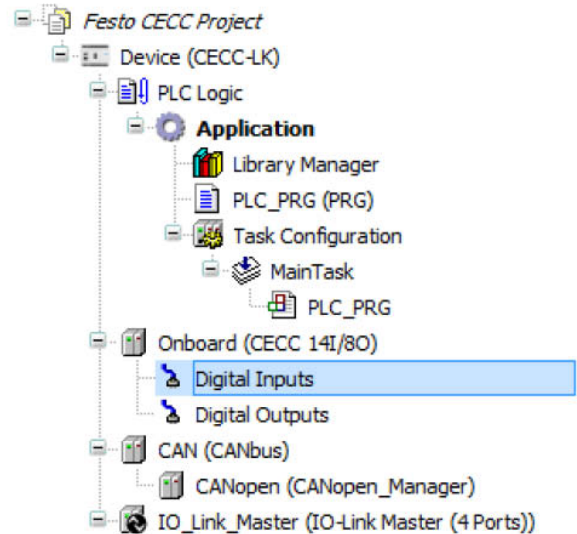 Festo CECC Project
Device (CECC-LK)
PLC Logic
Application
Library Manager
PLC_PRG (PRG)
Task Configuration
MainTask
PLC_PRG
Onboard (CECC 14I/8O)
Digital Inputs
Digital Outputs
CAN (CANbus)
CANopen (CANopen_Manager)
IO_Link_Master (IO-Link Master (4 Ports))